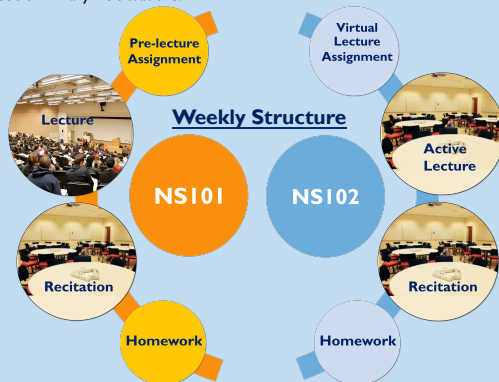 Pre-lecture
Assignment
Virtual
Lecture
Assignment
Lecture
Weekly Structure
Active
Lecture
NS101
NS102
Recitation
Recitation
Homework
Homework